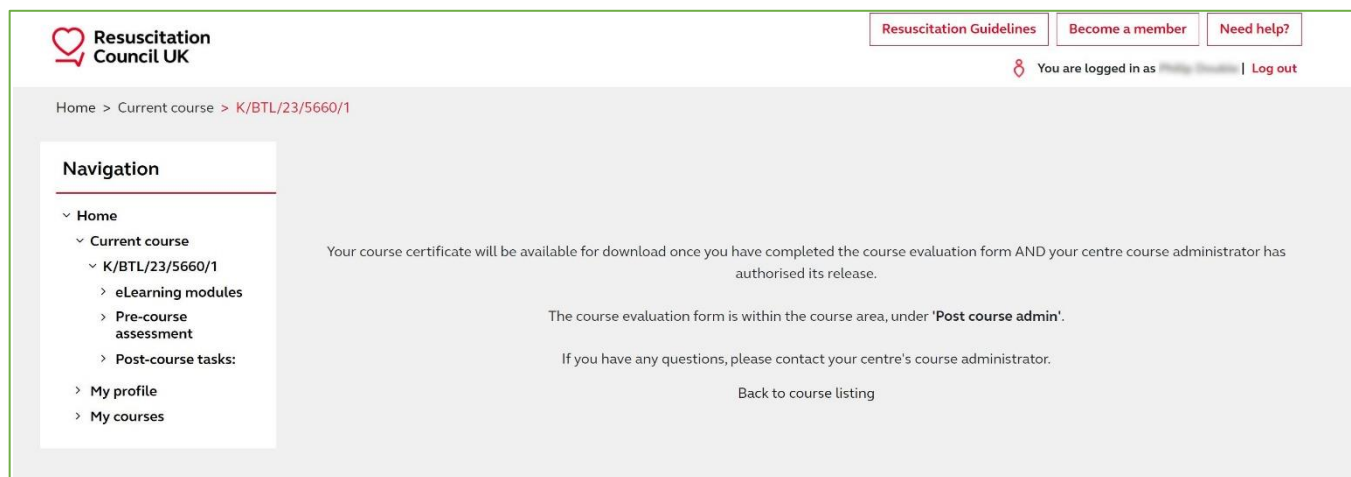 Resuscitation
Council UK
Resuscitation Guidelines
Become a member
Need help?
You are logged in as | Log out
Home > Current course > K/BTL/23/5660/1
Navigation
Home
Current course
K/BTL/23/5660/1
eLearning modules
Pre-course
assessment
Post-course tasks:
My profile
My courses
Your course certificate will be available for download once you have completed the course evaluation form AND your centre course administrator has
authorised its release.
The course evaluation form is within the course area, under 'Post course admin'.
If you have any questions, please contact your centre's course administrator.
Back to course listing